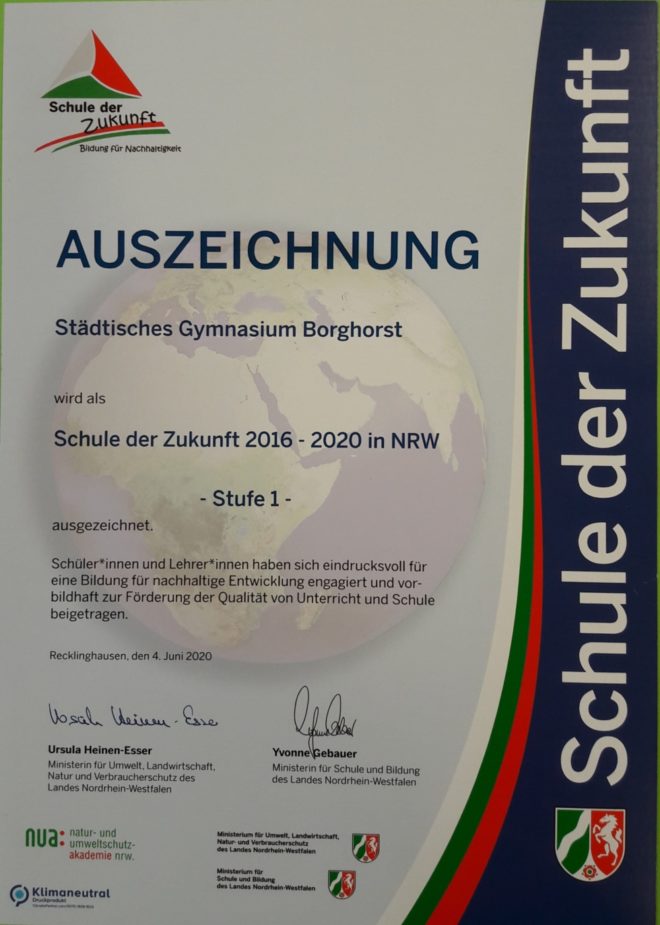 Schule der
Zukunft
Bildung für Nachhaltigkeit
AUSZEICHNUNG
Städtisches Gymnasium Borghorst
wird als
Schule der Zukunft 2016 - 2020 in NRW
- Stufe 1 -
ausgezeichnet.
Schüler*innen und Lehrer*innen haben sich eindrucksvoll für
eine Bildung für nachhaltige Entwicklung engagiert und vor-
bildhaft zur Förderung der Qualität von Unterricht und Schule
beigetragen.
Recklinghausen, den 4. Juni 2020
Ursula Heinen-Esser
Ursula Heinen-Esser
Ministerin für Umwelt, Landwirtschaft,
Natur und Verbraucherschutz des
Landes Nordrhein-Westfalen
Yvonne Gebauer
Ministerin für Schule und Bildung
des Landes Nordrhein-Westfalen
nua: natur- und
umweltschutz-
akademie nrw.
Ministerium für Umwelt, Landwirtschaft,
Natur- und Verbraucherschutz
des Landes Nordrhein-Westfalen
Ministerium für
Schule und Bildung
des Landes Nordrhein-Westfalen
Klimaneutral
Druckprodukt
Schule der Zukunft